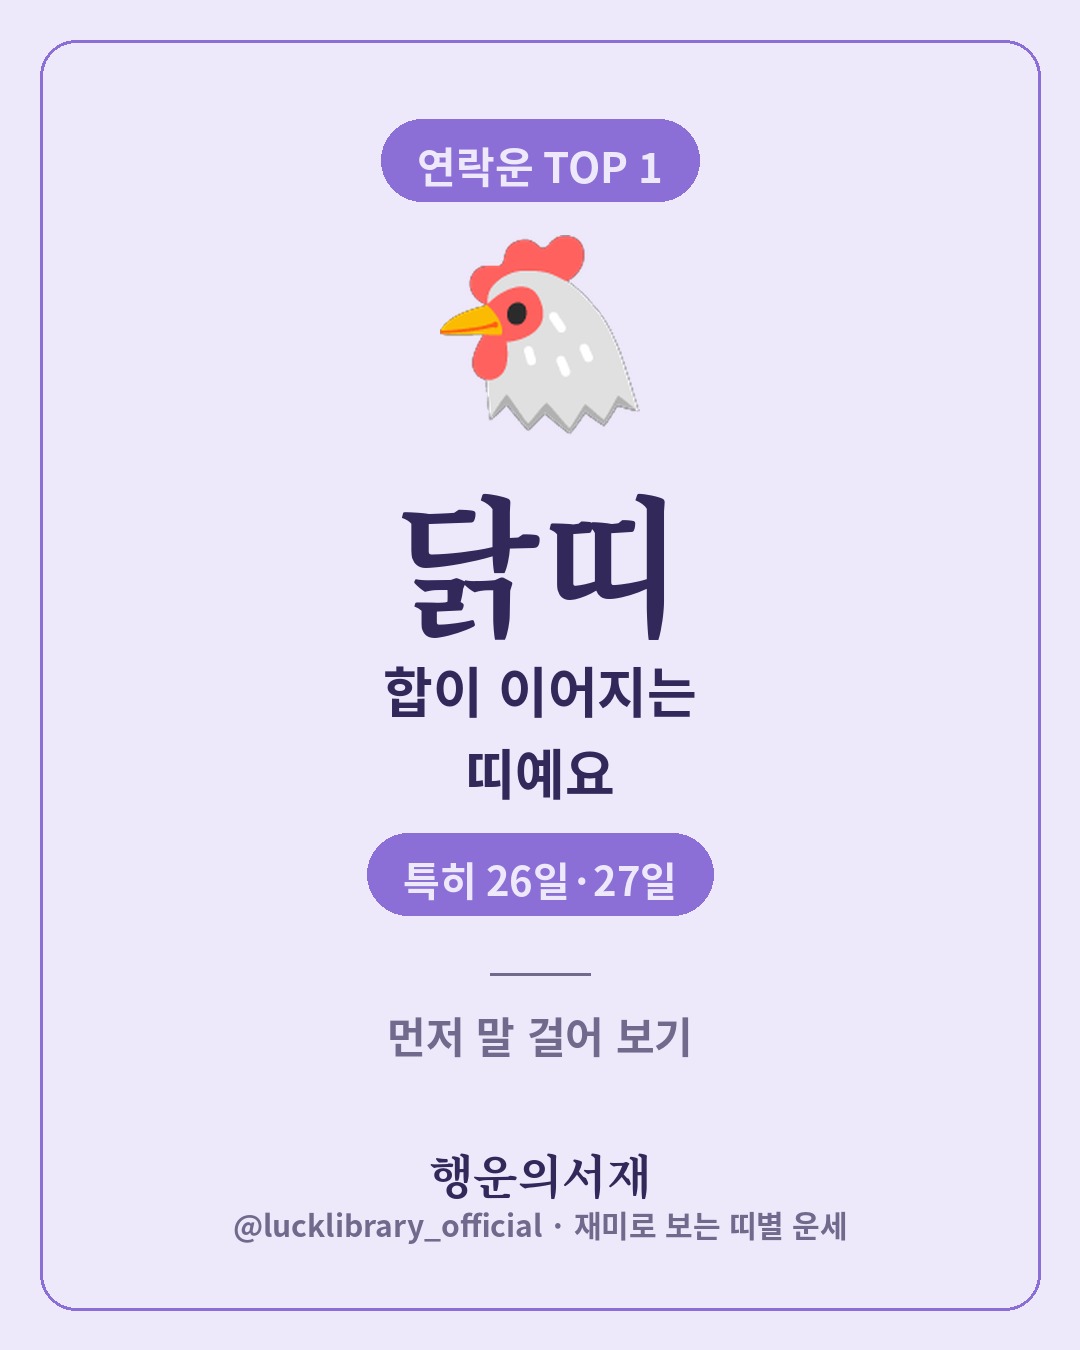 연락운 TOP 1
닭띠
합이 이어지는
띠예요
특히 26일·27일
먼저 말 걸어 보기
행운의서재
@lucklibrary_official · 재미로 보는 띠별 운세